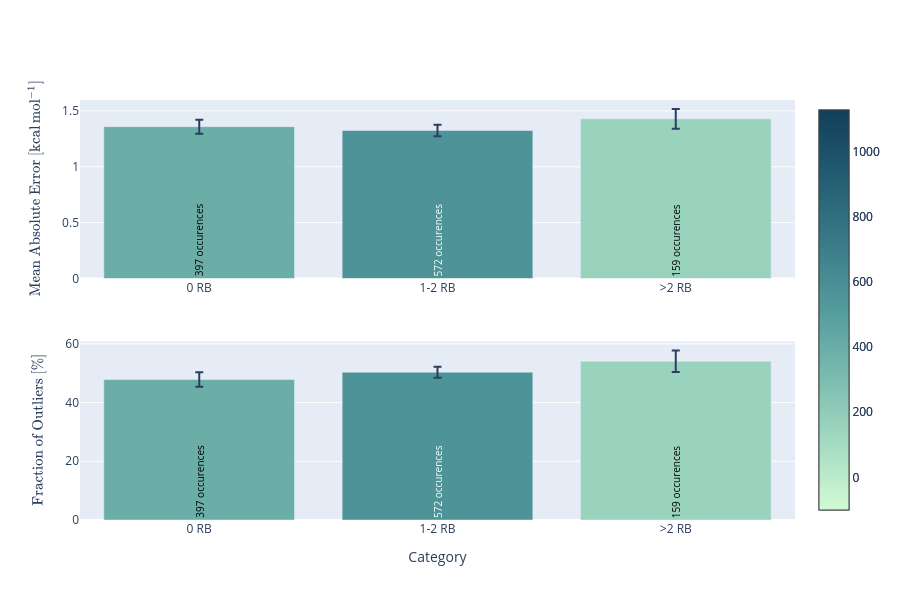 Mean Absolute Error [kcal mol⁻¹]
1.5
1
0.5
0
397 occurences
572 occurences
159 occurences
0 RB
1-2 RB
>2 RB
Fraction of Outliers [%]
60
40
20
0
397 occurences
572 occurences
159 occurences
0 RB
1-2 RB
>2 RB
Category
1000
800
600
400
200
0